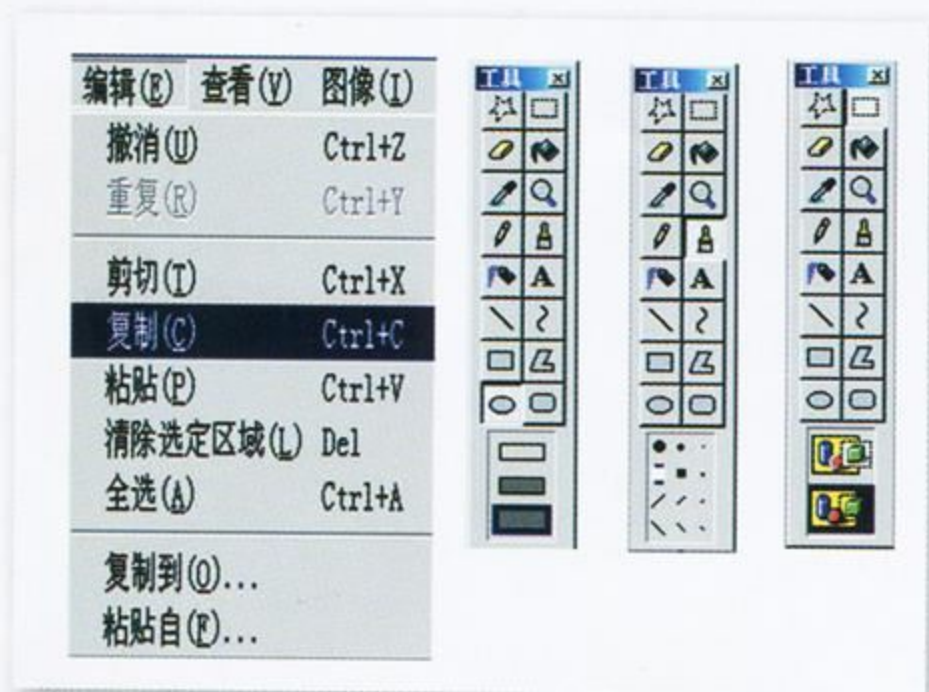 编辑(E) 查看(V) 图像(I)
撤消(U) Ctrl+Z
重复(R) Ctrl+Y
剪切(T) Ctrl+X
复制(C) Ctrl+C
粘贴(P) Ctrl+V
清除选定区域(L) Del
全选(A) Ctrl+A
复制到(O)...
粘贴自(F)...
工具
A
工具
A
工具
A